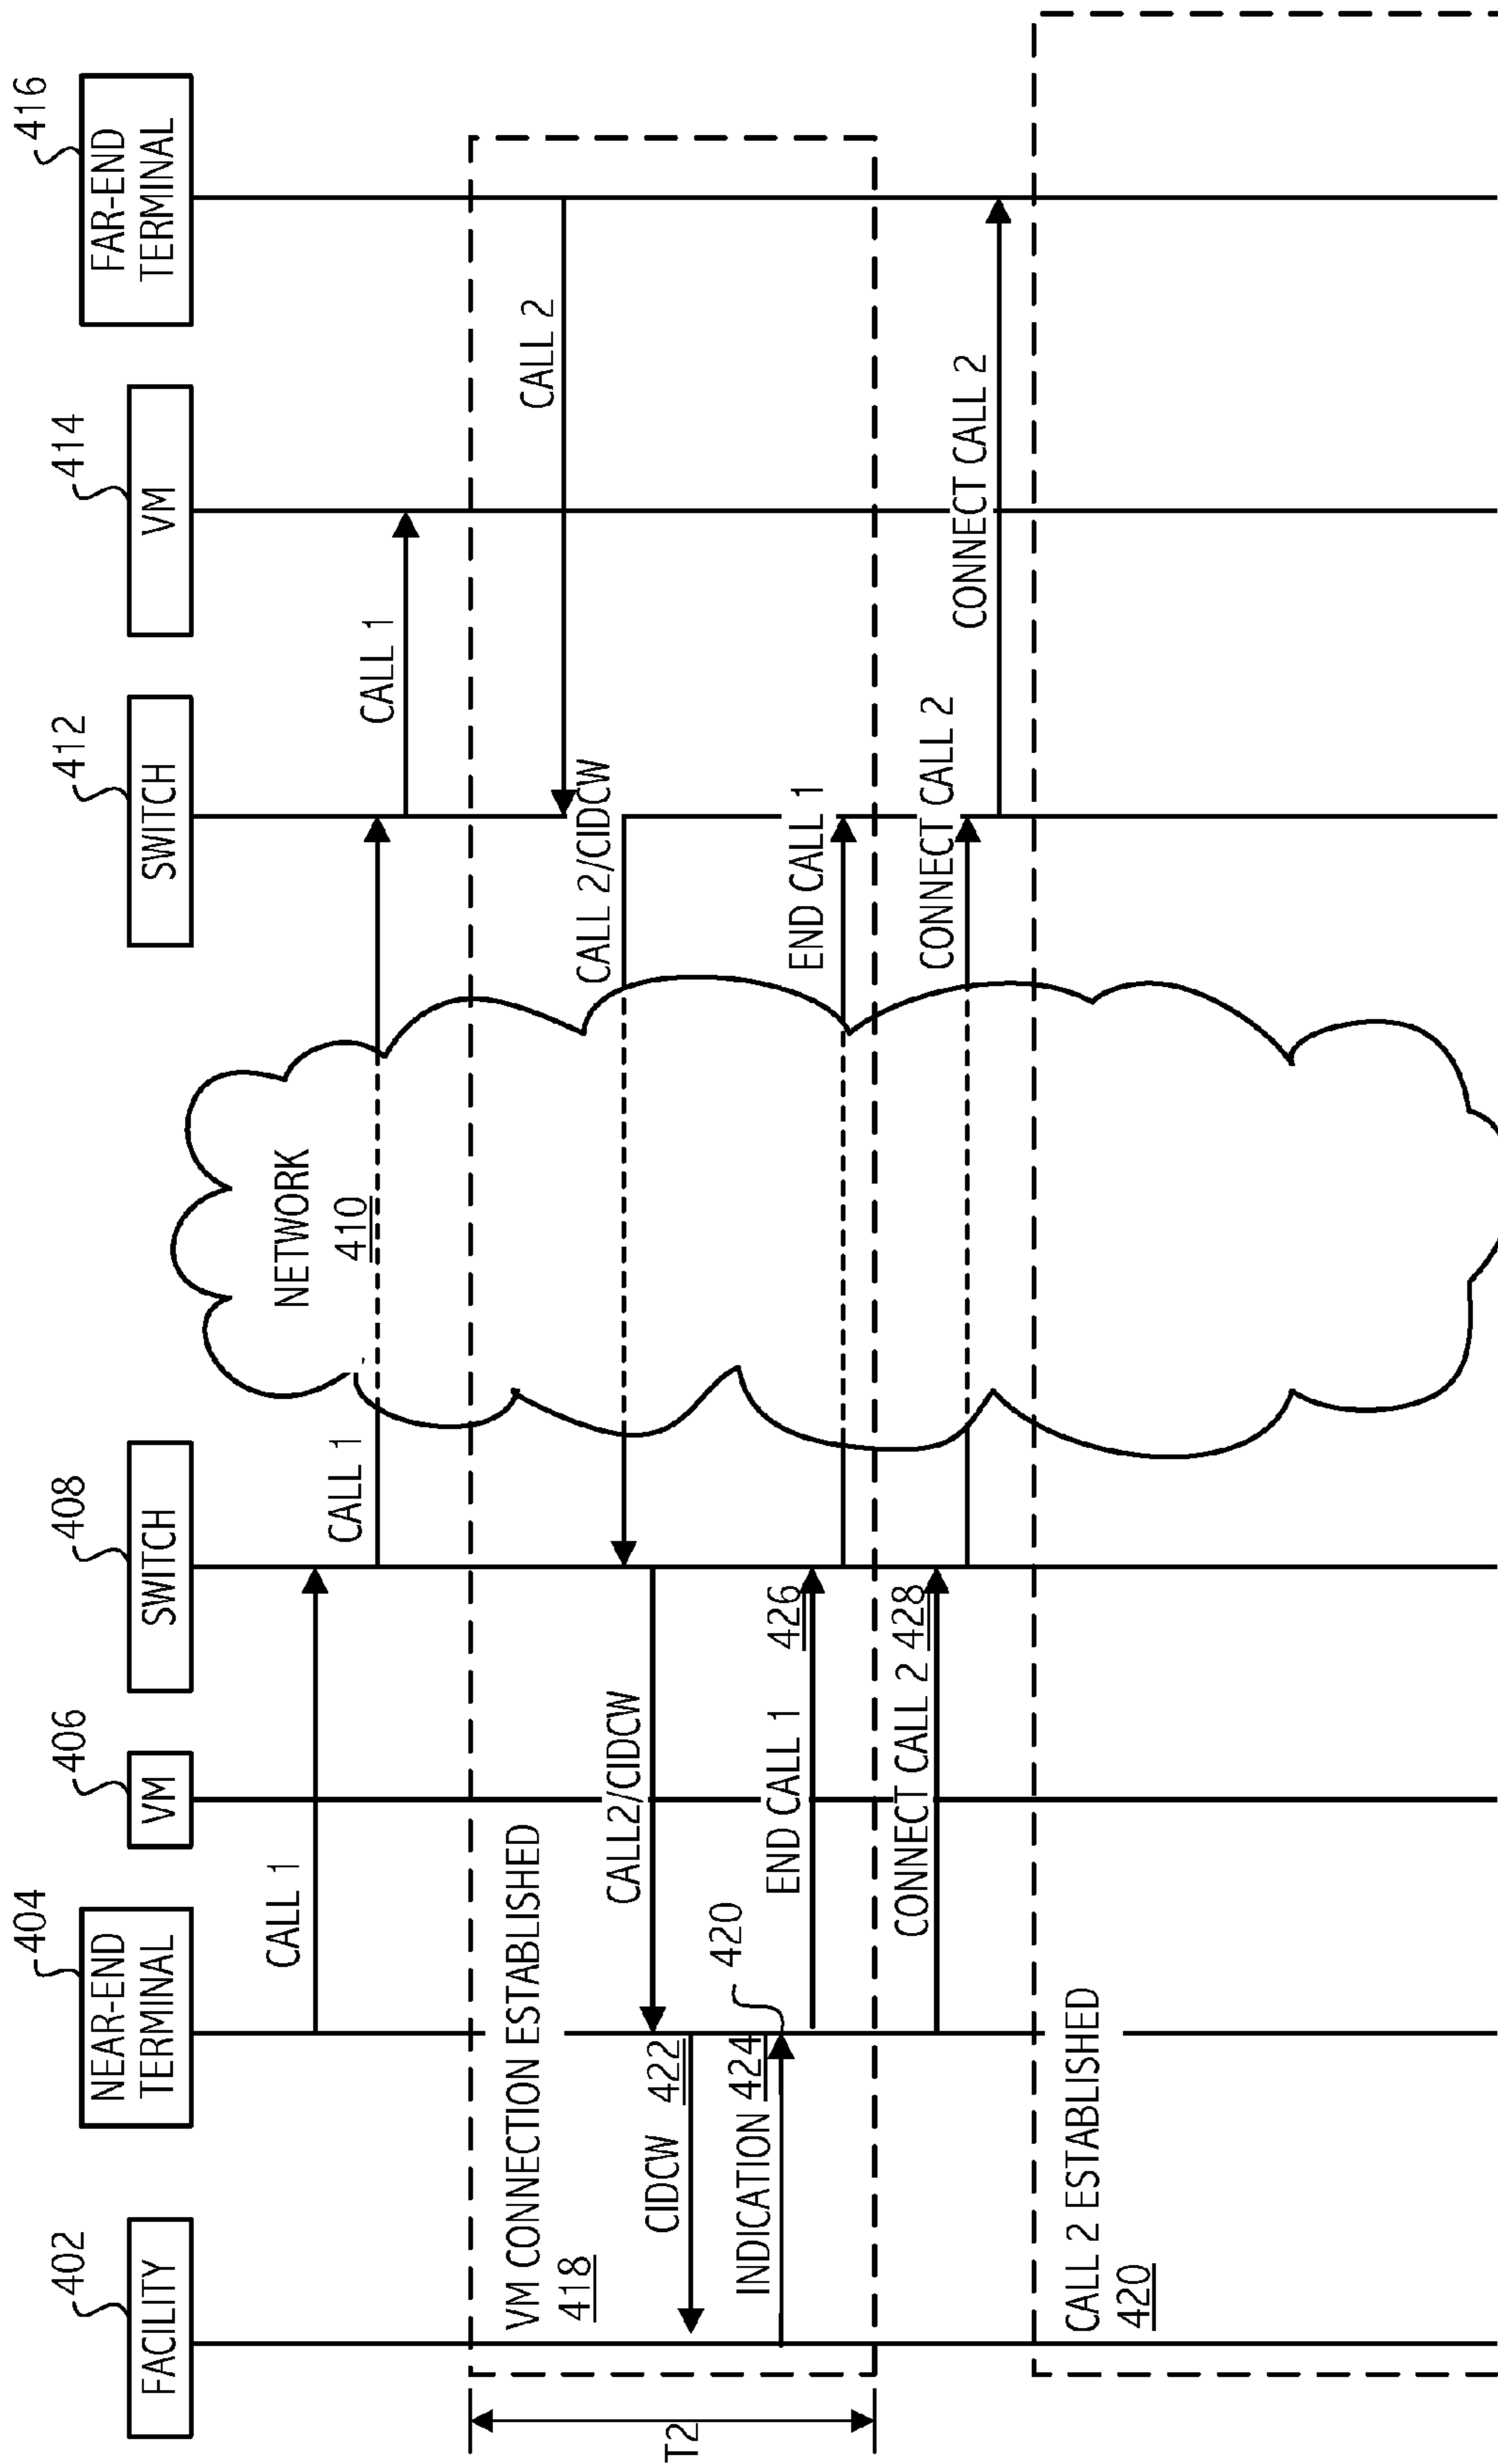 402
FACILITY
404
NEAR-END
TERMINAL
406
VM
408
SWITCH
412
SWITCH
414
VM
416
FAR-END
TERMINAL
NETWORK
410
CALL 1
CALL 1
CALL 1
T2
VM CONNECTION ESTABLISHED
418
CALL 2
CALL 2/CIDCW
CALL2/CIDCW
CIDCW 422
INDICATION 424
420
END CALL 1 426
END CALL 1
CONNECT CALL 2 428
CONNECT CALL 2
CONNECT CALL 2
CALL 2 ESTABLISHED
420